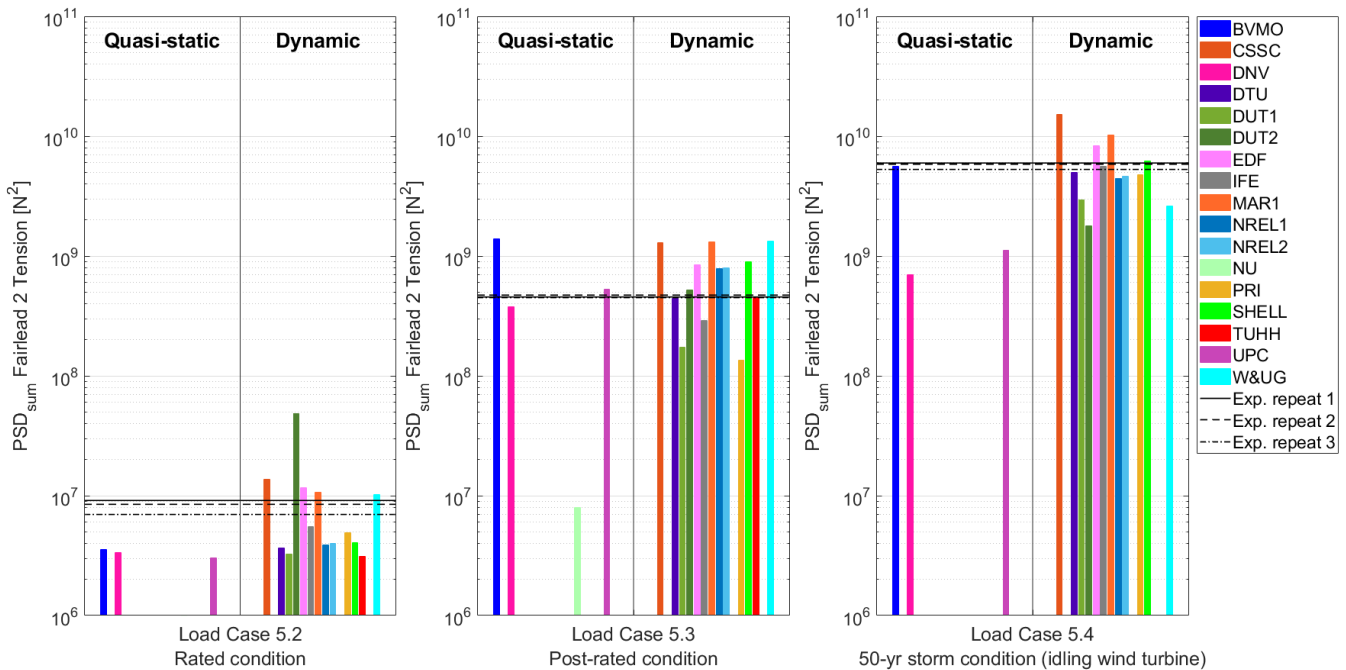 10^11
10^10
10^9
10^8
10^7
10^6
PSD_sum Fairlead 2 Tension [N^2]
Quasi-static
Dynamic
Load Case 5.2
Rated condition
10^11
10^10
10^9
10^8
10^7
10^6
PSD_sum Fairlead 2 Tension [N^2]
Quasi-static
Dynamic
Load Case 5.3
Post-rated condition
10^11
10^10
10^9
10^8
10^7
10^6
PSD_sum Fairlead 2 Tension [N^2]
Quasi-static
Dynamic
Load Case 5.4
50-yr storm condition (idling wind turbine)
BVMO
CSSC
DNV
DTU
DUT1
DUT2
EDF
IFE
MAR1
NREL1
NREL2
NU
PRI
SHELL
TUHH
UPC
W&UG
Exp. repeat 1
Exp. repeat 2
Exp. repeat 3